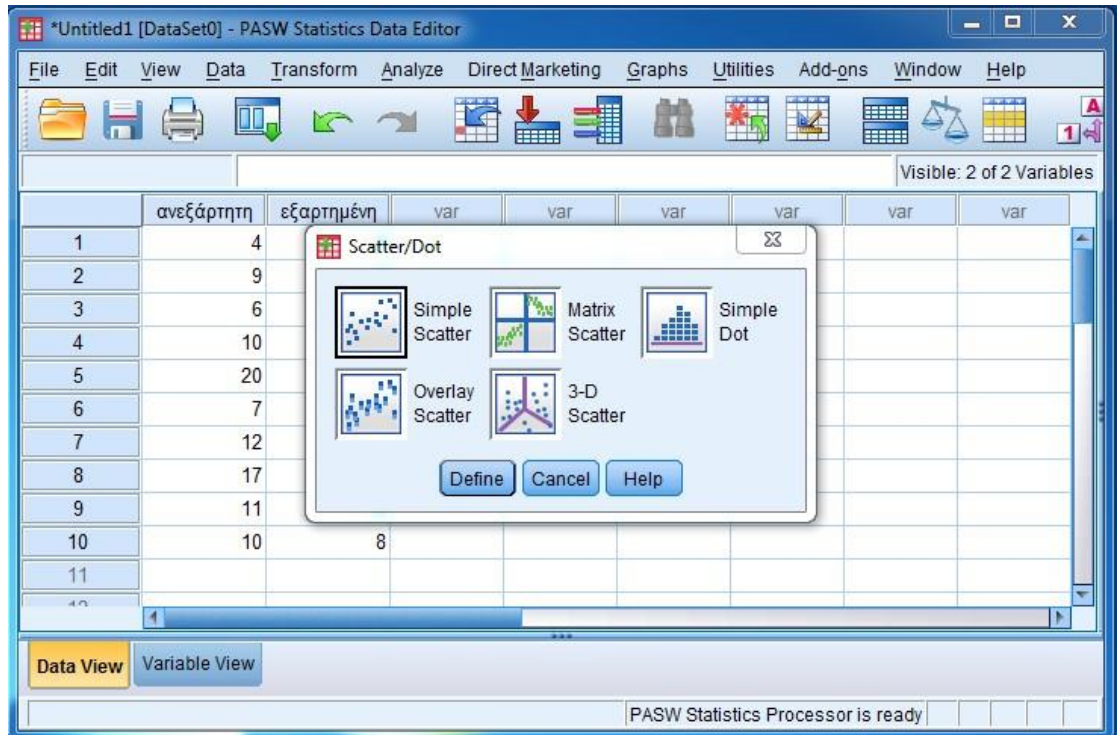 *Untitled1 [DataSet0] - PASW Statistics Data Editor
File Edit View Data Transform Analyze Direct Marketing Graphs Utilities Add-ons Window Help
A
1
Visible: 2 of 2 Variables
ανεξάρτητη εξαρτημένη var var var var var var
1 4
2 9
3 6
4 10
5 20
6 7
7 12
8 17
9 11
10 10 8
11
Scatter/Dot
Simple Scatter
Matrix Scatter
Simple Dot
Overlay Scatter
3-D Scatter
Define Cancel Help
Data View Variable View
PASW Statistics Processor is ready